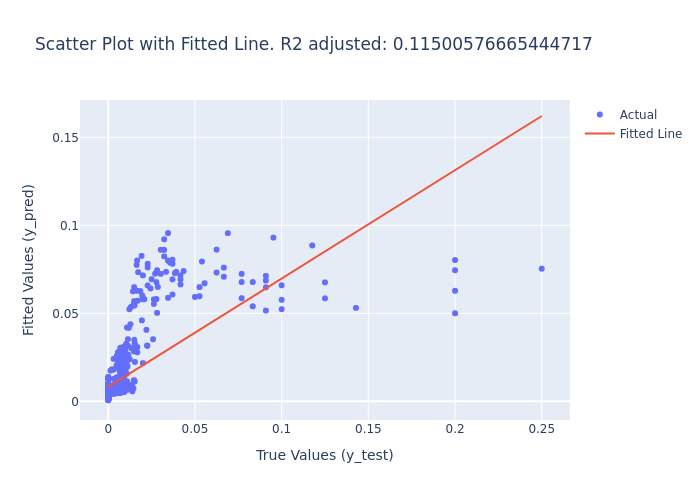 Scatter Plot with Fitted Line. R2 adjusted: 0.11500576665444717
Actual
Fitted Line
0.15
0.1
0.05
0
Fitted Values (y_pred)
0
0.05
0.1
0.15
0.2
0.25
True Values (y_test)